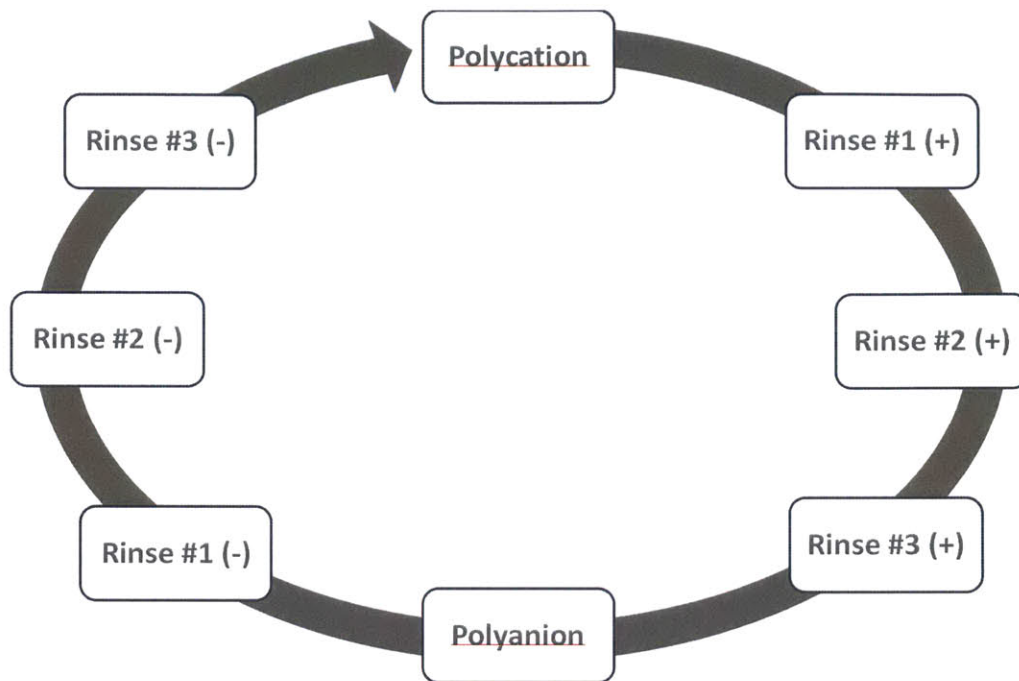 Polycation
Rinse #1 (+)
Rinse #2 (+)
Rinse #3 (+)
Polyanion
Rinse #1 (-)
Rinse #2 (-)
Rinse #3 (-)